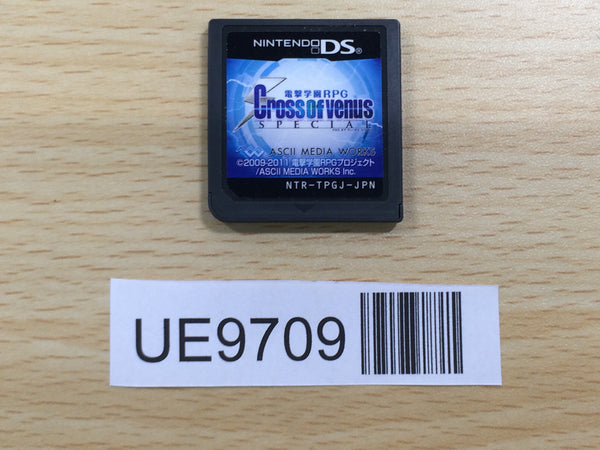 NINTENDO DS
電撃学園RPG
Cross of Venus
SPECIAL
ASCII MEDIA WORKS
©2009-2011 電撃学園RPGプロジェクト
/ASCII MEDIA WORKS Inc.
NTR-TPGJ-JPN
UE9709